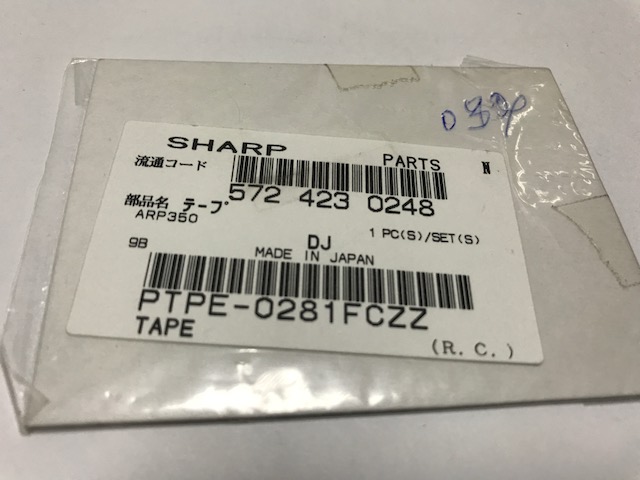 SHARP PARTS N
流通コード
572 423 0248
部品名 テープ
ARP350
1 PC(S)/SET(S)
9B DJ
MADE IN JAPAN
PTPE-0281FCZZ
TAPE
(R.C.)